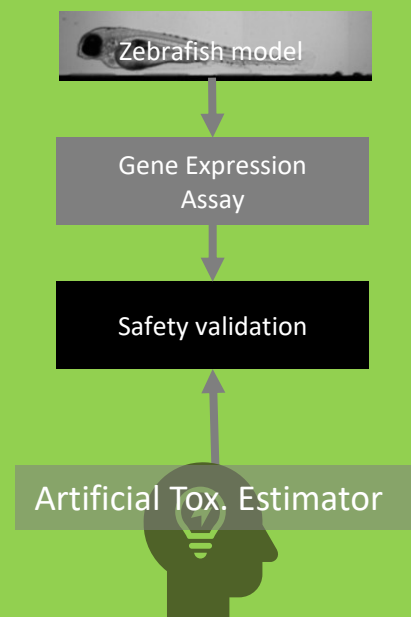 Zebrafish model
Gene Expression
Assay
Safety validation
Artificial Tox. Estimator